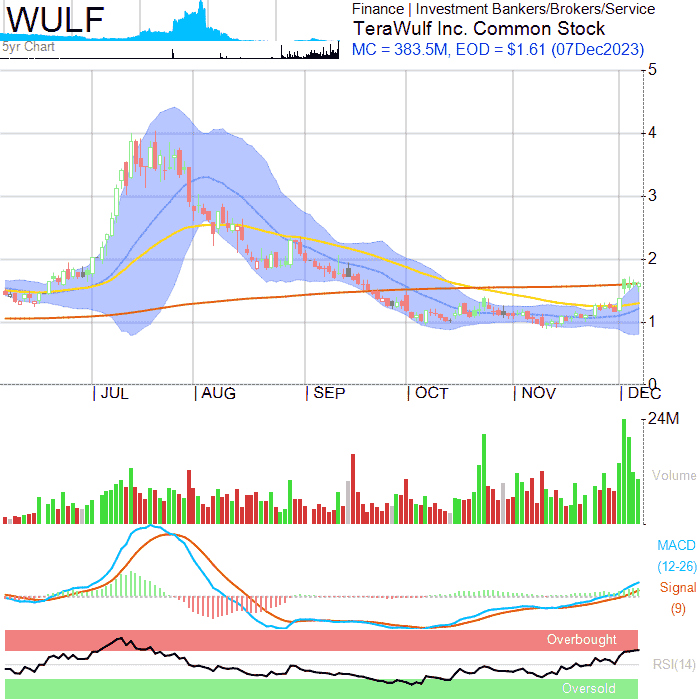 WULF
5yr Chart
Finance | Investment Bankers/Brokers/Service
TeraWulf Inc. Common Stock
MC = 383.5M, EOD = $1.61 (07Dec2023)
5
4
3
2
1
0
JUL
AUG
SEP
OCT
NOV
DEC
24M
Volume
MACD
(12-26)
Signal
(9)
Overbought
RSI(14)
Oversold